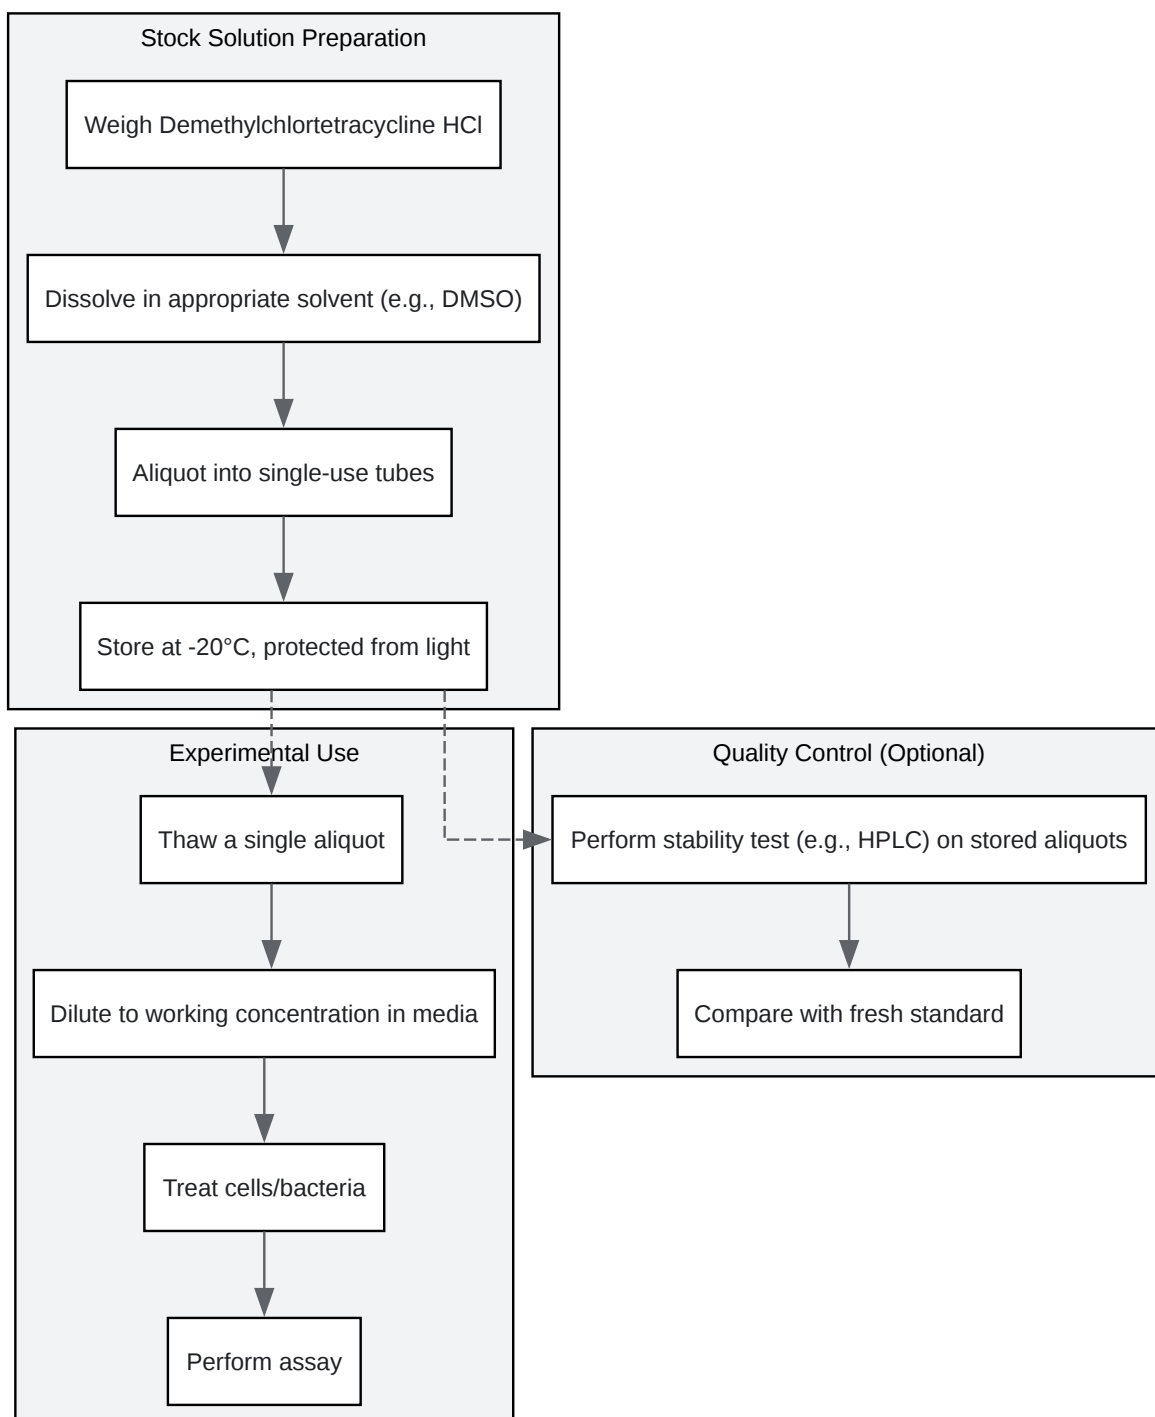 Stock Solution Preparation
Weigh Demethylchlortetracycline HCl
Dissolve in appropriate solvent (e.g., DMSO)
Aliquot into single-use tubes
Store at -20°C, protected from light
Experimental Use
Thaw a single aliquot
Dilute to working concentration in media
Treat cells/bacteria
Perform assay
Quality Control (Optional)
Perform stability test (e.g., HPLC) on stored aliquots
Compare with fresh standard